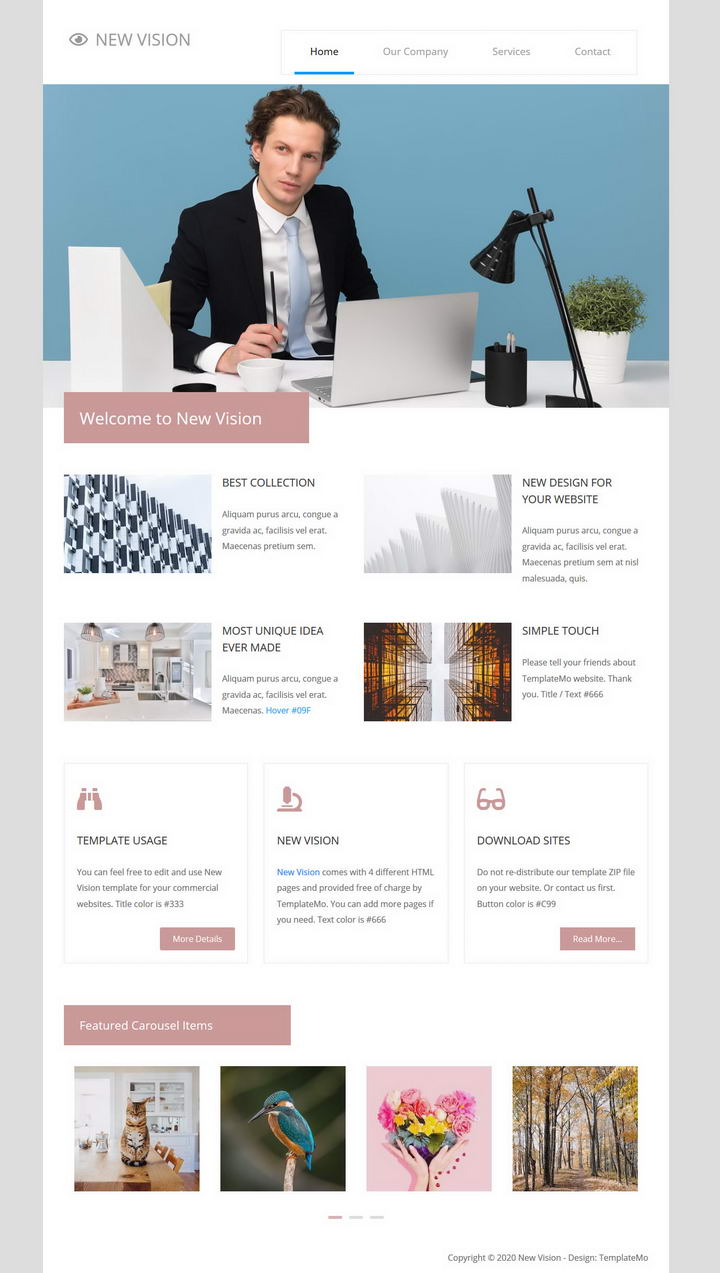 NEW VISION
Home
Our Company
Services
Contact
Welcome to New Vision
BEST COLLECTION
Aliquam purus arcu, congue a
gravida ac, facilisis vel erat.
Maecenas pretium sem.
NEW DESIGN FOR
YOUR WEBSITE
Aliquam purus arcu, congue a
gravida ac, facilisis vel erat.
Maecenas pretium sem at nisl
malesuada, quis.
MOST UNIQUE IDEA
EVER MADE
Aliquam purus arcu, congue a
gravida ac, facilisis vel erat.
Maecenas. Hover #09F
SIMPLE TOUCH
Please tell your friends about
TemplateMo website. Thank
you. Title / Text #666
TEMPLATE USAGE
You can feel free to edit and use New
Vision template for your commercial
websites. Title color is #333
More Details
NEW VISION
New Vision comes with 4 different HTML
pages and provided free of charge by
TemplateMo. You can add more pages if
you need. Text color is #666
DOWNLOAD SITES
Do not re-distribute our template ZIP file
on your website. Or contact us first.
Button color is #C99
Read More...
Featured Carousel Items
Copyright © 2020 New Vision - Design: TemplateMo